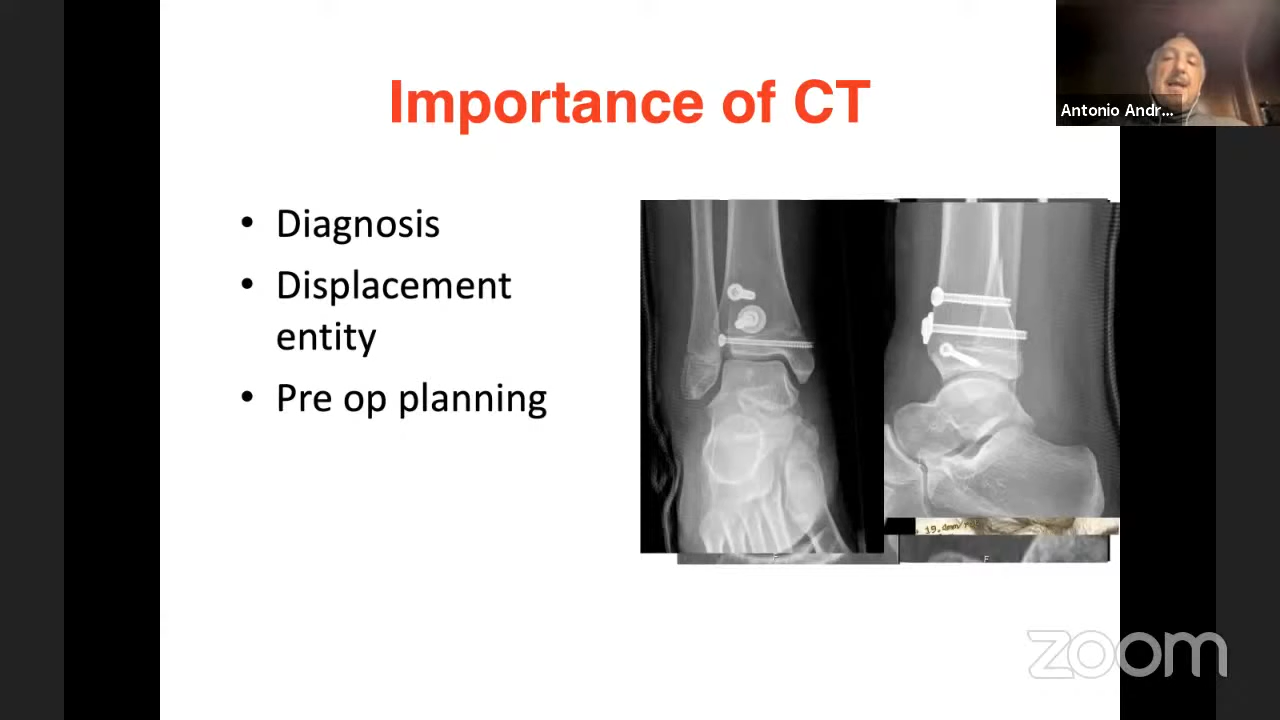 Importance of CT
Antonio Andr...
• Diagnosis
• Displacement
entity
• Pre op planning
F
F
zoom